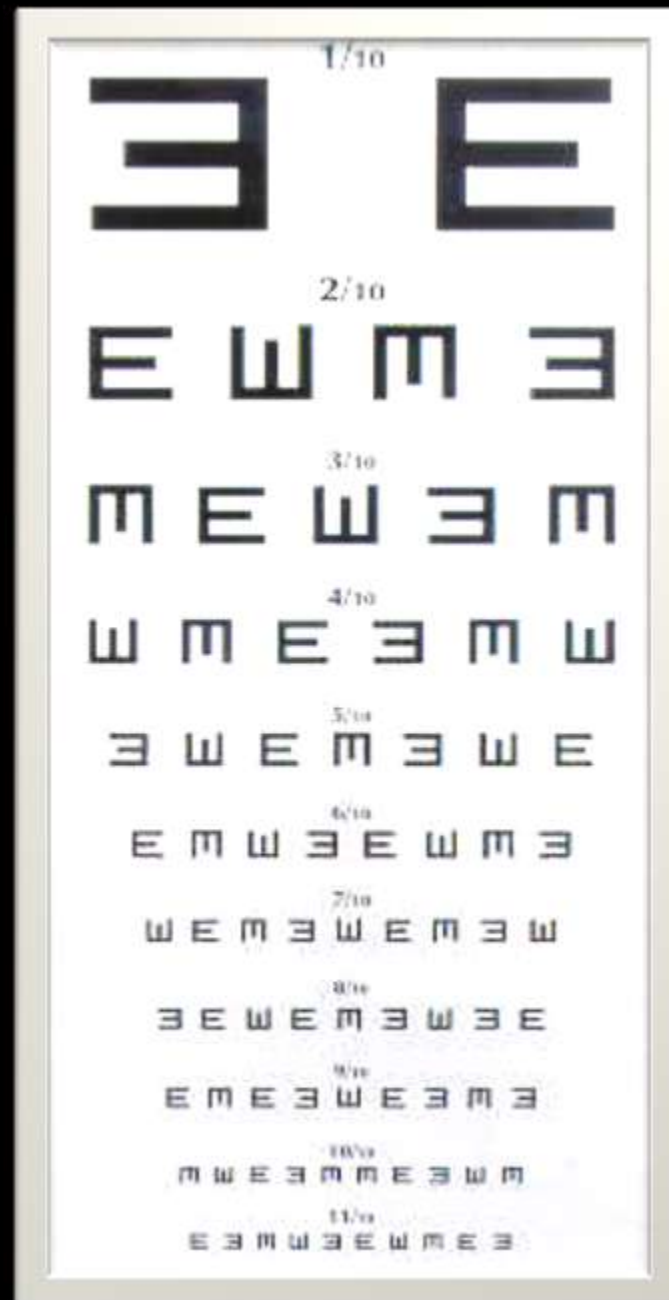 1/10
Ǝ E
2/10
E Ш M Ǝ
3/10
M E Ш Ǝ M
4/10
Ш M E Ǝ M Ш
5/10
Ǝ Ш E M Ǝ Ш E
6/10
E M Ш Ǝ E Ш M Ǝ
7/10
Ш E M Ǝ Ш E M Ǝ Ш
8/10
Ǝ E Ш E M Ǝ Ш Ǝ E
9/10
E M E Ǝ Ш E Ǝ M Ǝ
10/10
M Ш E Ǝ M M E Ǝ Ш M
11/10
E Ǝ M Ш Ǝ E Ш M E Ǝ